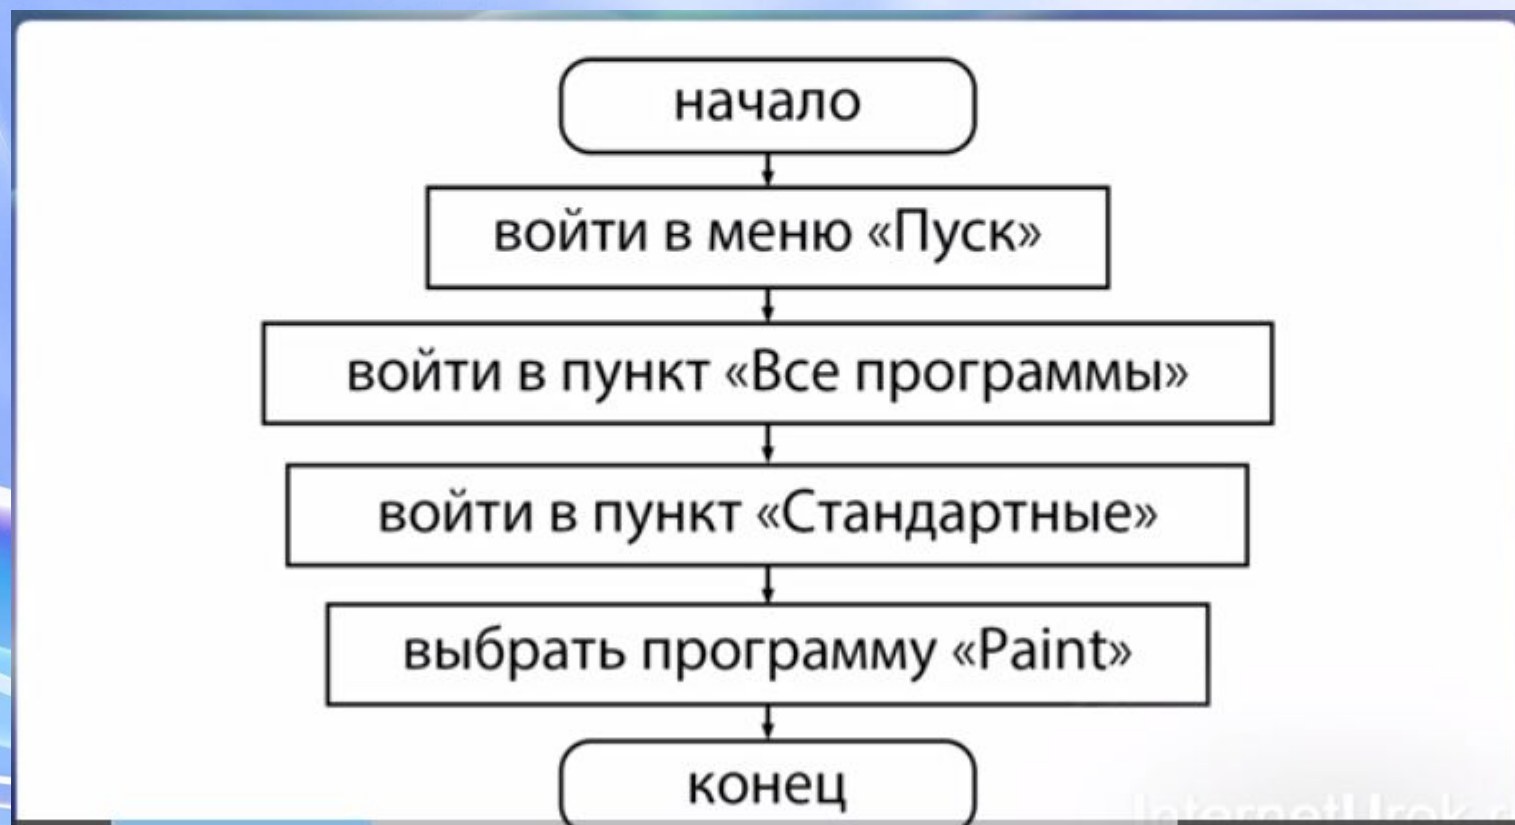 начало
войти в меню «Пуск»
войти в пункт «Все программы»
войти в пункт «Стандартные»
выбрать программу «Paint»
конец